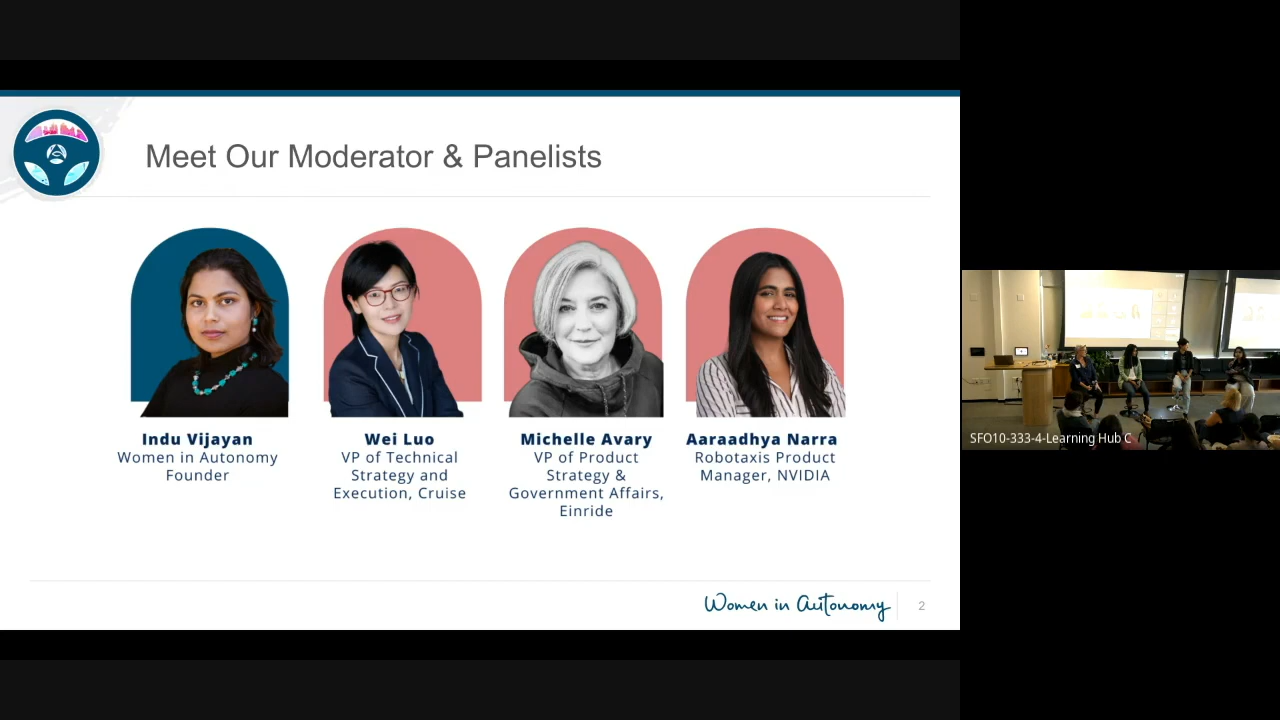 Meet Our Moderator & Panelists
Indu Vijayan
Women in Autonomy
Founder
Wei Luo
VP of Technical
Strategy and
Execution, Cruise
Michelle Avary
VP of Product
Strategy &
Government Affairs,
Einride
Aaraadhya Narra
Robotaxis Product
Manager, NVIDIA
Women in Autonomy
2
SFO10-333-4-Learning Hub C